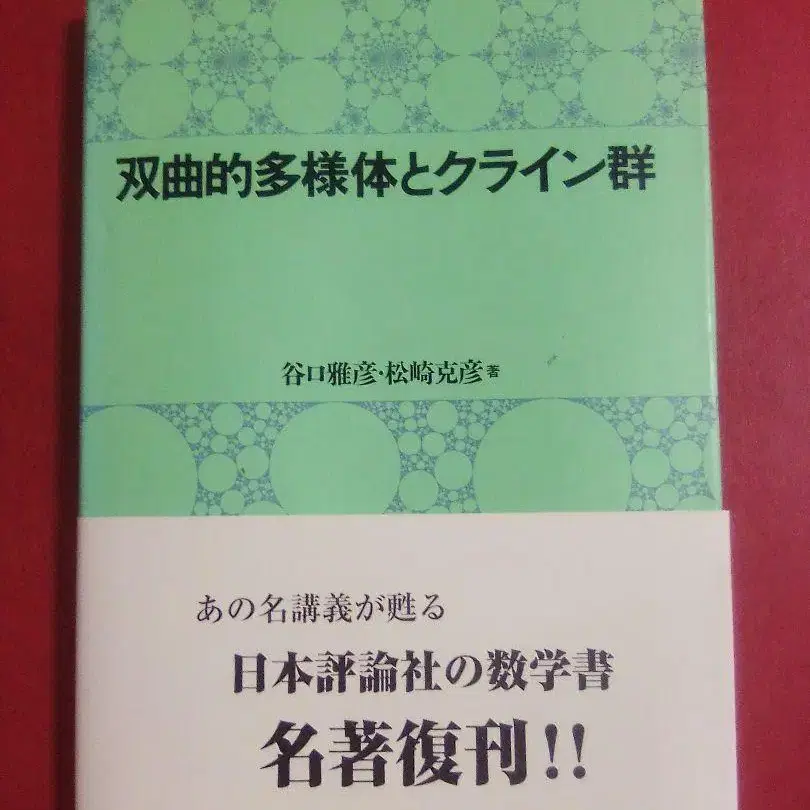 双曲的多様体とクライン群
谷口雅彦・松崎克彦 著
あの名講義が甦る
日本評論社の数学書
名著復刊!!